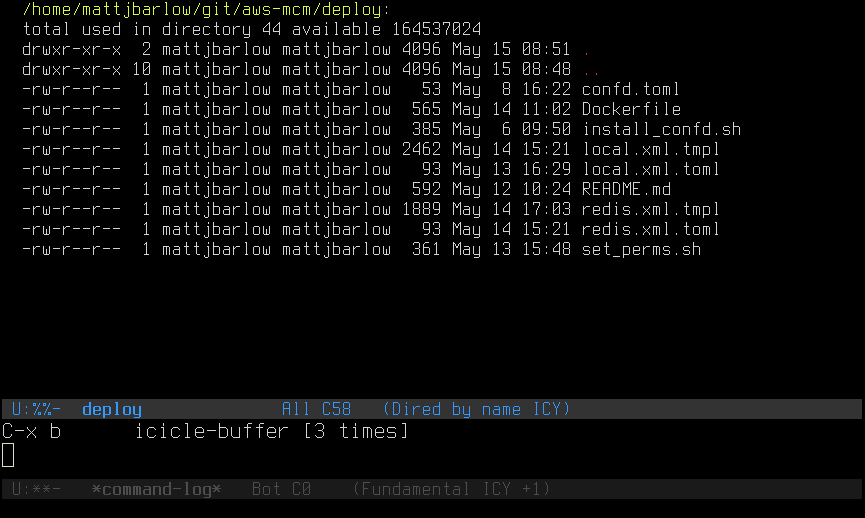 /home/mattjbarlow/git/aws-mcm/deploy:
total used in directory 44 available 164537024
drwxr-xr-x  2 mattjbarlow mattjbarlow 4096 May 15 08:51 .
drwxr-xr-x 10 mattjbarlow mattjbarlow 4096 May 15 08:48 ..
-rw-r--r--  1 mattjbarlow mattjbarlow   53 May  8 16:22 confd.toml
-rw-r--r--  1 mattjbarlow mattjbarlow  565 May 14 11:02 Dockerfile
-rw-r--r--  1 mattjbarlow mattjbarlow  385 May  6 09:50 install_confd.sh
-rw-r--r--  1 mattjbarlow mattjbarlow 2462 May 14 15:21 local.xml.tmpl
-rw-r--r--  1 mattjbarlow mattjbarlow   93 May 13 16:29 local.xml.toml
-rw-r--r--  1 mattjbarlow mattjbarlow  592 May 12 10:24 README.md
-rw-r--r--  1 mattjbarlow mattjbarlow 1889 May 14 17:03 redis.xml.tmpl
-rw-r--r--  1 mattjbarlow mattjbarlow   93 May 14 15:21 redis.xml.toml
-rw-r--r--  1 mattjbarlow mattjbarlow  361 May 13 15:48 set_perms.sh
U:%%-  deploy              All C58   (Dired by name ICY)
C-x b       icicle-buffer [3 times]
U:**-   *command-log*   Bot C0    (Fundamental ICY +1)